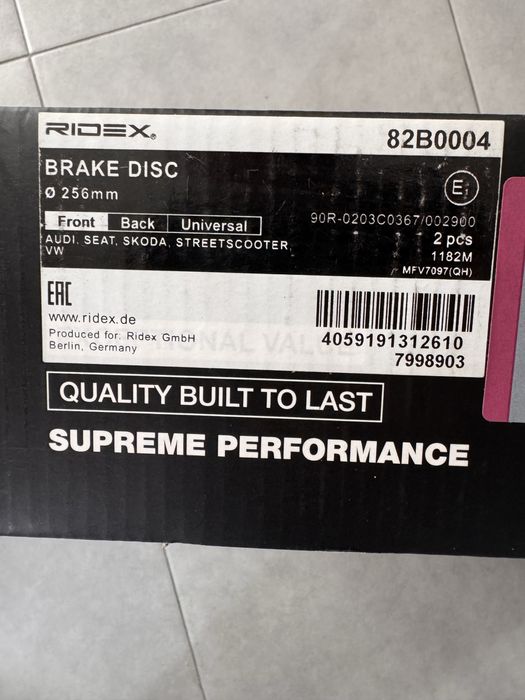 RIDEX®
82B0004
BRAKE DISC
Ø 256mm
E1
Front Back Universal
90R-0203C0367/002900
AUDI, SEAT, SKODA, STREETSCOOTER,
VW
2 pcs
1182M
MFV7097(QH)
EAC
www.ridex.de
Produced for: Ridex GmbH
Berlin, Germany
4059191312610
7998903
QUALITY BUILT TO LAST
SUPREME PERFORMANCE